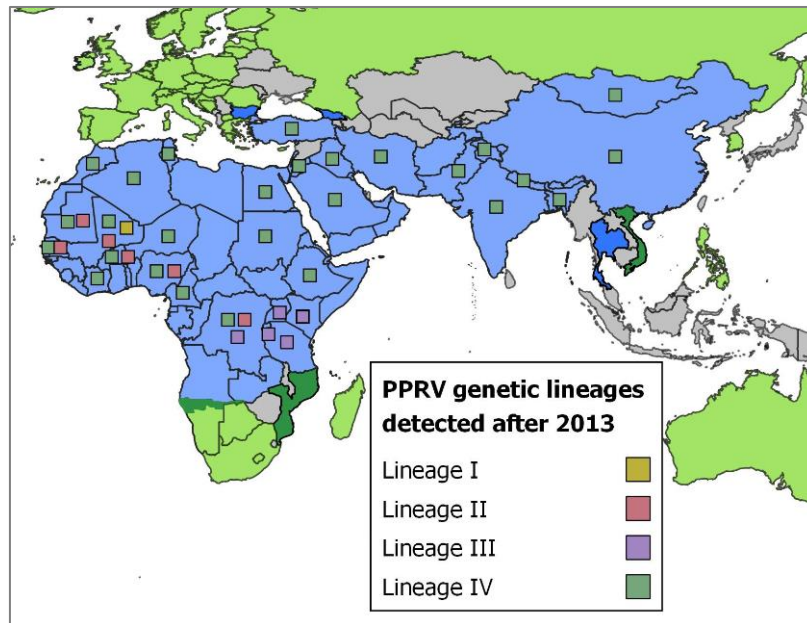 PPRV genetic lineages
detected after 2013
Lineage I
Lineage II
Lineage III
Lineage IV